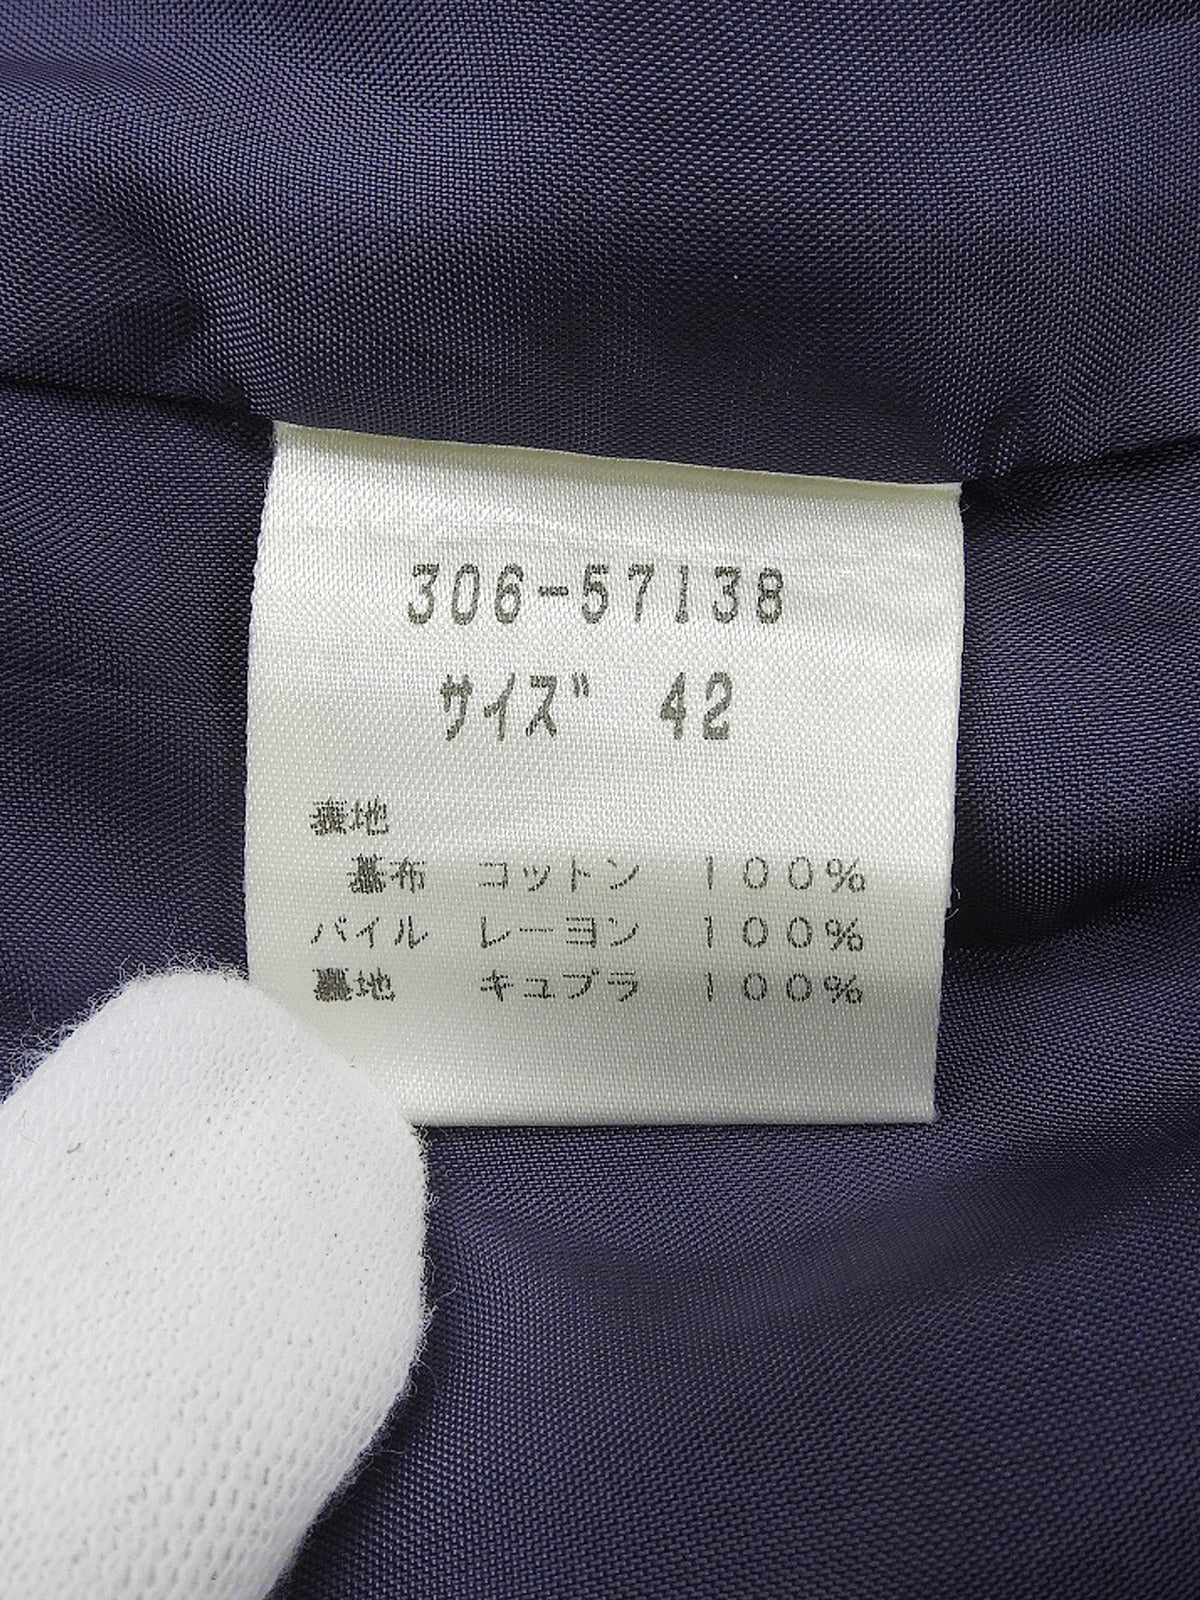 306-57138
サイズ 42
表地
基布 コットン 100%
パイル レーヨン 100%
裏地 キュプラ 100%